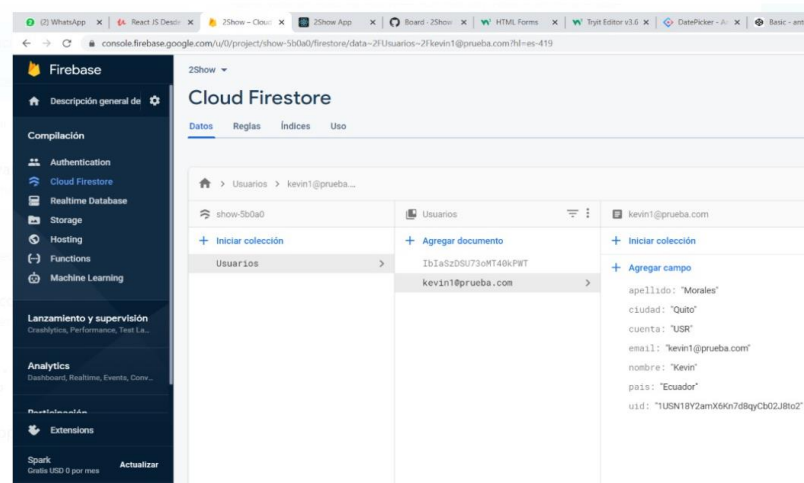 (2) WhatsApp
React JS Desde
2Show – Cloud
2Show App
Board - 2Show
HTML Forms
Tryit Editor v3.6
DatePicker - An
Basic - ant
console.firebase.google.com/u/0/project/show-5b0a0/firestore/data~2FUsuarios~2Fkevin1@prueba.com?hl=es-419
Firebase
Descripción general de
Compilación
Authentication
Cloud Firestore
Realtime Database
Storage
Hosting
Functions
Machine Learning
Lanzamiento y supervisión
Crashlytics, Performance, Test La...
Analytics
Dashboard, Realtime, Events, Conv...
Participación
Extensions
Spark
Gratis USD 0 por mes
Actualizar
2Show
Cloud Firestore
Datos Reglas Índices Uso
> Usuarios > kevin1@prueba....
show-5b0a0
+ Iniciar colección
Usuarios >
Usuarios
+ Agregar documento
IbIaSzDSU73oMT40kPWT
kevin1@prueba.com >
kevin1@prueba.com
+ Iniciar colección
+ Agregar campo
apellido: "Morales"
ciudad: "Quito"
cuenta: "USR"
email: "kevin1@prueba.com"
nombre: "Kevin"
pais: "Ecuador"
uid: "1USN18Y2amX6Kn7d8qyCb02J8to2"